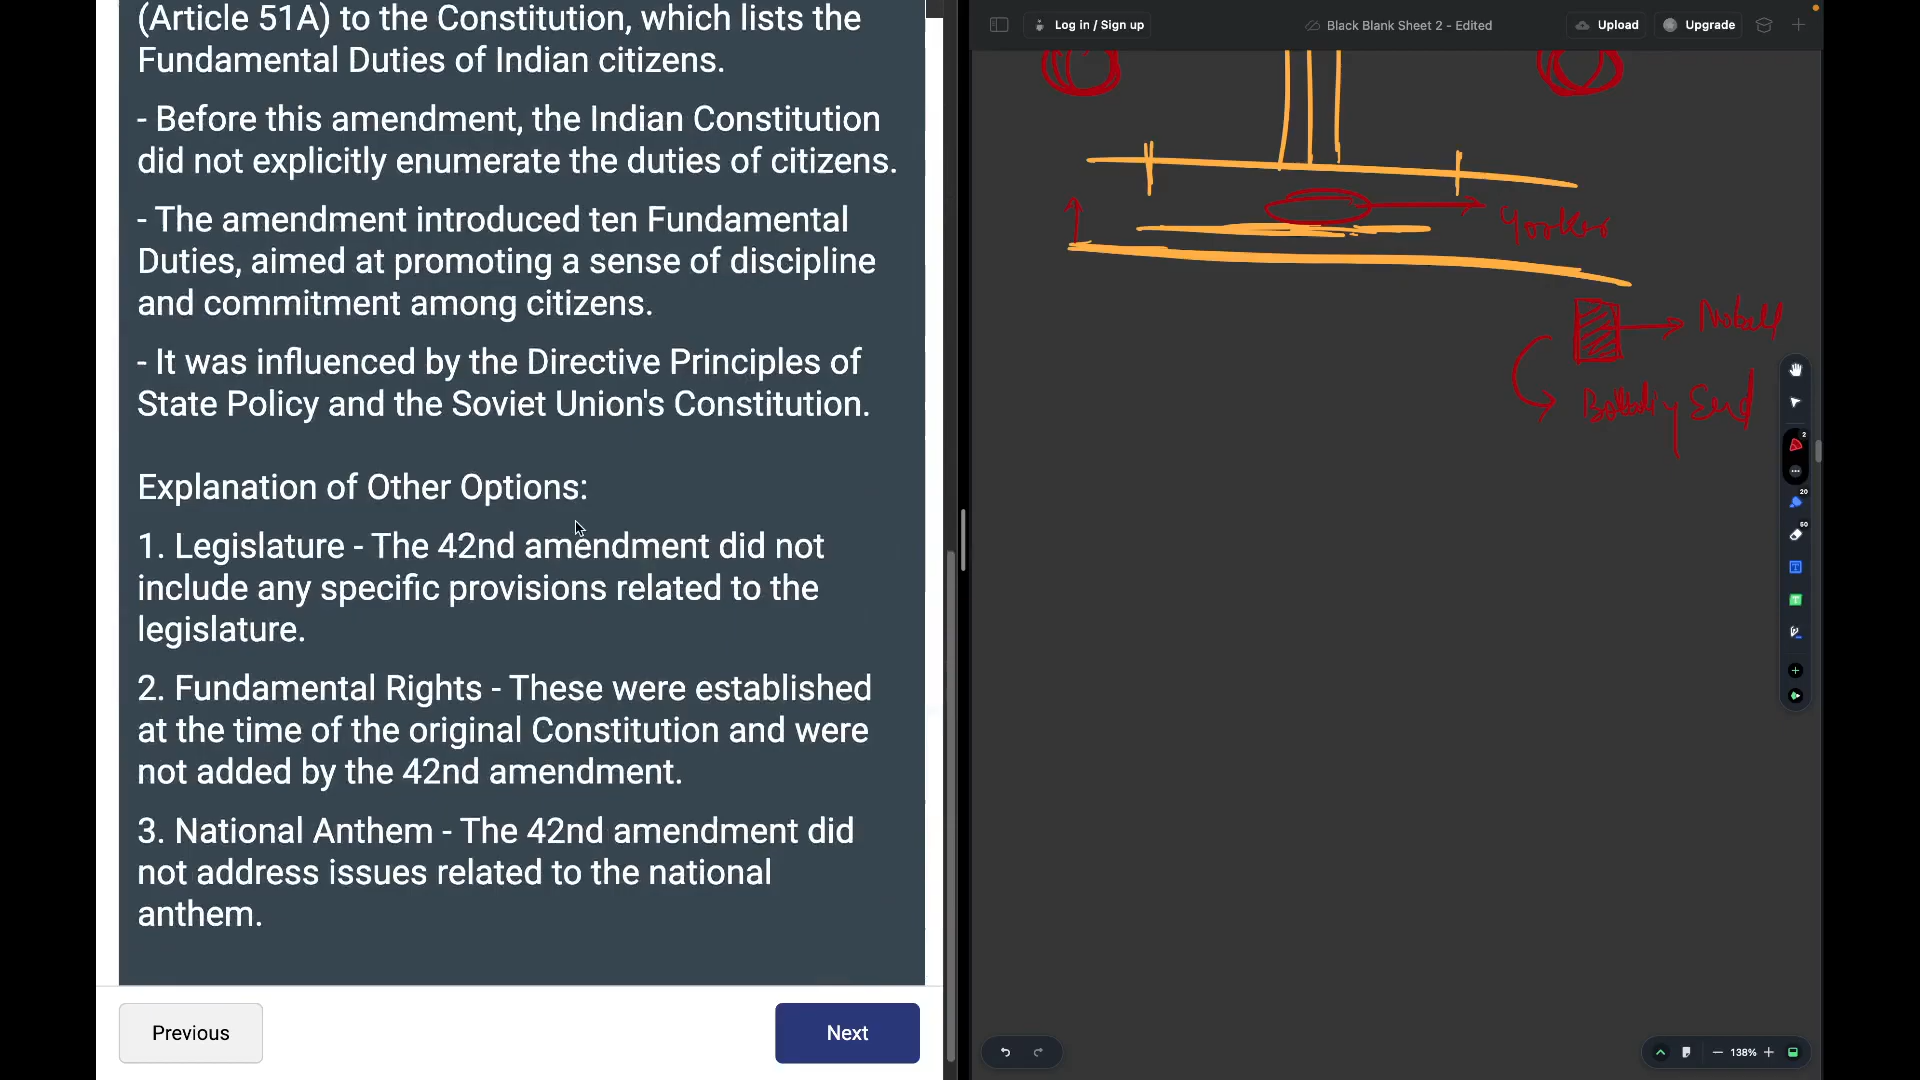 (Article 51A) to the Constitution, which lists the
Fundamental Duties of Indian citizens.
- Before this amendment, the Indian Constitution
did not explicitly enumerate the duties of citizens.
- The amendment introduced ten Fundamental
Duties, aimed at promoting a sense of discipline
and commitment among citizens.
- It was influenced by the Directive Principles of
State Policy and the Soviet Union's Constitution.
Explanation of Other Options:
1. Legislature - The 42nd amendment did not
include any specific provisions related to the
legislature.
2. Fundamental Rights - These were established
at the time of the original Constitution and were
not added by the 42nd amendment.
3. National Anthem - The 42nd amendment did
not address issues related to the national
anthem.
Previous
Next
Log in / Sign up
Black Blank Sheet 2 - Edited
Upload
Upgrade
Yorker
Noball
2
20
50
138%